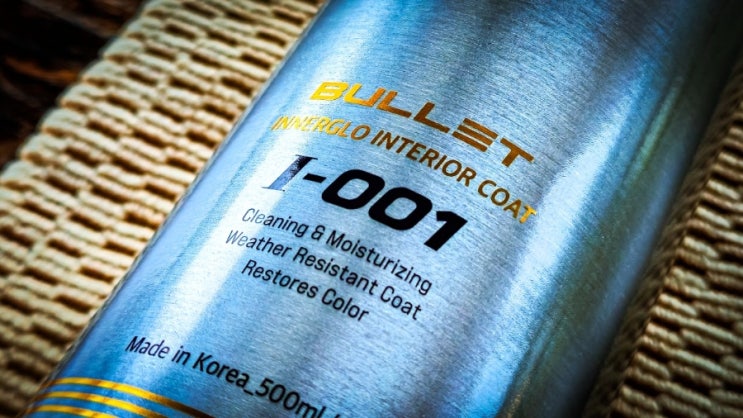 BULLET
INNERGLO INTERIOR COAT
I-001
Cleaning & Moisturizing
Weather Resistant Coat
Restores Color
Made in Korea_500ml